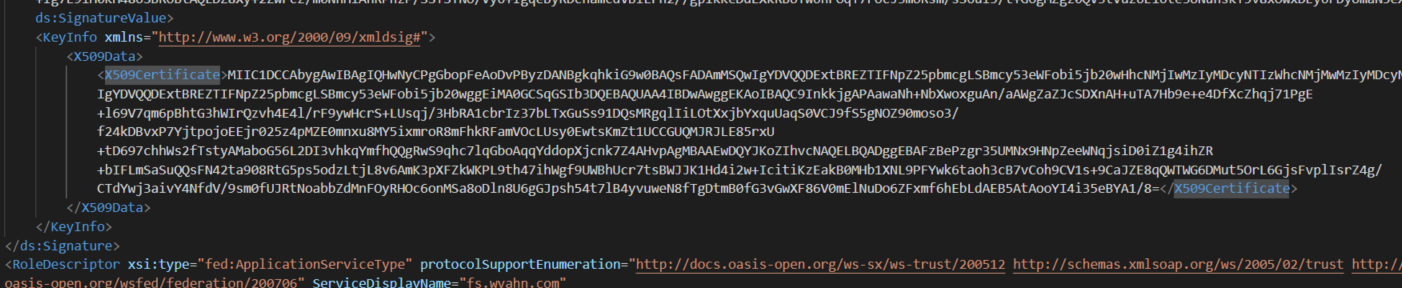 ds:SignatureValue>
<KeyInfo xmlns="http://www.w3.org/2000/09/xmldsig#">
<X509Data>
<X509Certificate>MIIC1DCCAbygAwIBAgIQHwNyCPgGbopFeAoDvPByzDANBgkqhkiG9w0BAQsFADAmMSQwIgYDVQQDExtBREZTIFNpZ25pbmcgLSBmcy53eWFobi5jb20wHhcNMjIwMzIyMDcyNTIzWhcNMjMwMzIyMDcyN
IgYDVQQDExtBREZTIFNpZ25pbmcgLSBmcy53eWFobi5jb20wggEiMA0GCSqGSIb3DQEBAQUAA4IBDwAwggEKAoIBAQC9InkkjgAPAawaNh+NbXwoxguAn/aAWgZaZJcSDXnAH+uTA7Hb9e+e4DfXcZhqj71PgE
+l69V7qm6pBhtG3hWIrQzvh4E4l/rF9ywHcrS+LUsqj/3HbRA1cbrIz37bLTxGuSs91DQsMRgqlIiLOtXxjbYxquUaqS0VCJ9fS5gNOZ90moso3/
f24kDBvxP7YjtpojoEEjr025z4pMZE0mnxu8MY5ixmroR8mFhkRFamVOcLUsy0EwtsKmZt1UCCGUQMJRJLE85rxU
+tD697chhWs2fTstyAMaboG56L2DI3vhkqYmfhQQgRwS9qhc7lqGboAqqYddopXjcnk7Z4AHvpAgMBAAEwDQYJKoZIhvcNAQELBQADggEBAFzBePzgr35UMNx9HNpZeeWNqjsiD0iZ1g4ihZR
+bIFLmSaSuQQsFN42ta908RtG5ps5odzLtjL8v6AmK3pXFZkWKPL9th47ihWgf9UWBhUcr7tsBWJJK1Hd4i2w+IcitiKzEakB0MHb1XNL9PFYwk6taoh3cB7vCoh9CV1s+9CaJZE8qQWTWG6DMut5OrL6GjsFvplIsrZ4g/
CTdYwj3aivY4NfdV/9sm0fUJRtNoabbZdMnFOyRHOc6onMSa8oDln8U6gGJpsh54t7lB4yvuweN8fTgDtmB0fG3vGwXF86V0mElNuDo6ZFxmf6hEbLdAEB5AtAooYI4i35eBYA1/8=</X509Certificate>
</X509Data>
</KeyInfo>
</ds:Signature>
<RoleDescriptor xsi:type="fed:ApplicationServiceType" protocolSupportEnumeration="http://docs.oasis-open.org/ws-sx/ws-trust/200512 http://schemas.xmlsoap.org/ws/2005/02/trust http:/
oasis-open.org/wsfed/federation/200706" ServiceDisplayName="fs.wyahn.com"